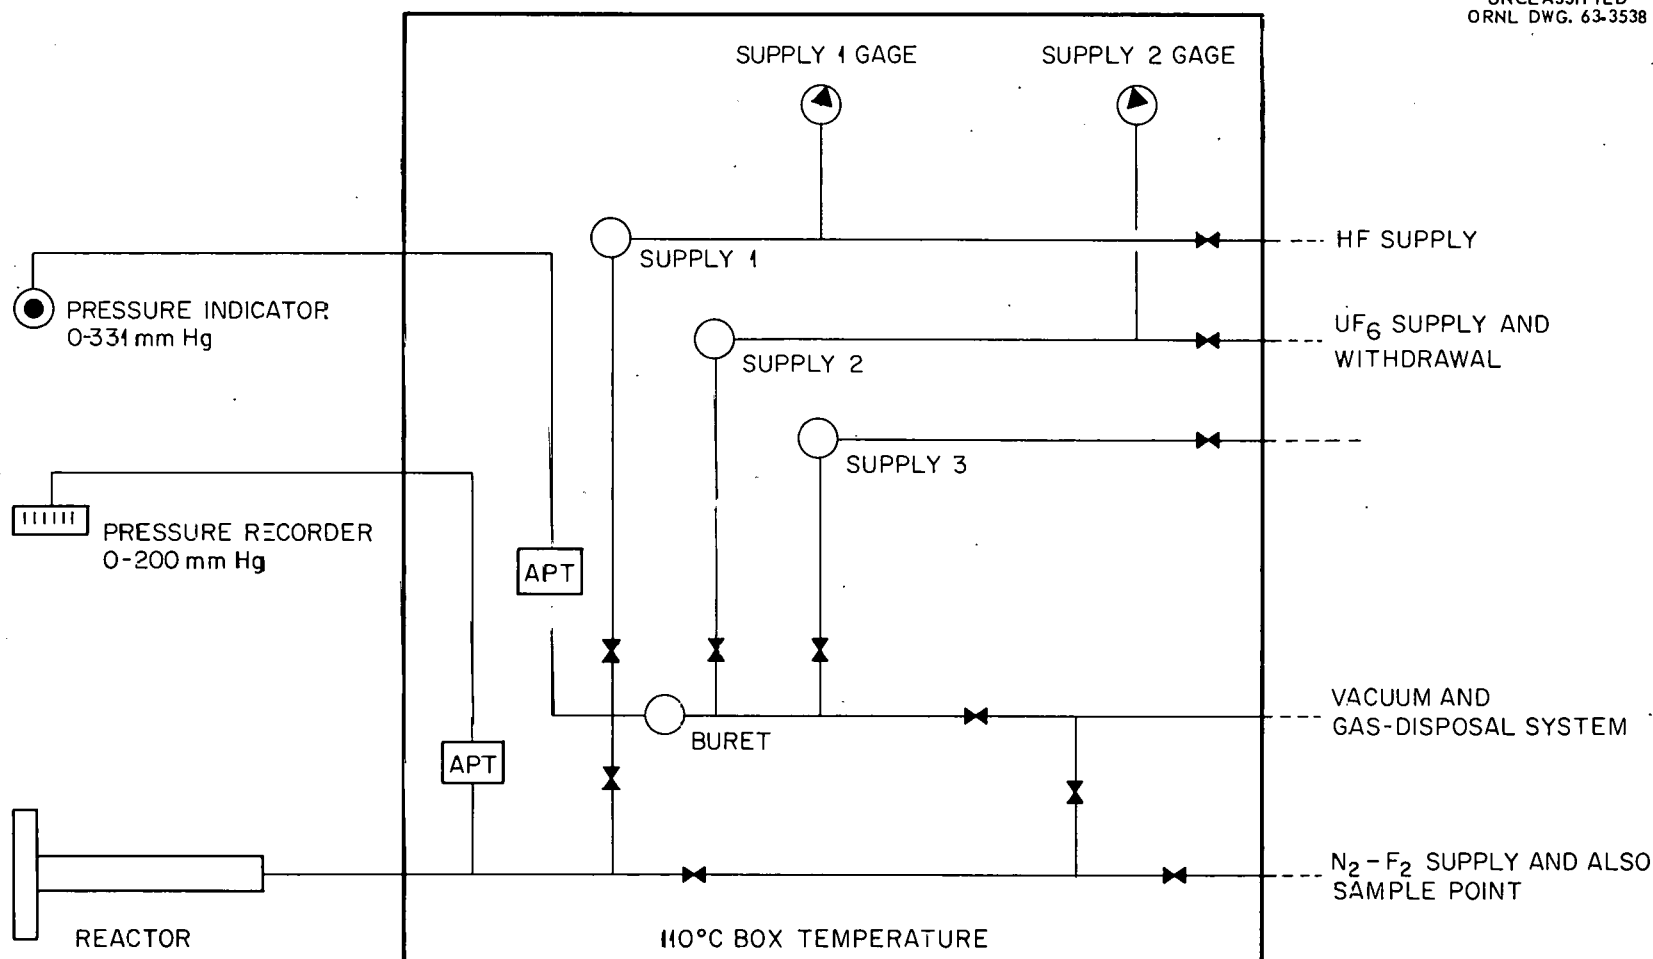 ORNL DWG. 63-3538
SUPPLY 1 GAGE
SUPPLY 2 GAGE
HF SUPPLY
SUPPLY 1
PRESSURE INDICATOR
0-331 mm Hg
UF6 SUPPLY AND
WITHDRAWAL
SUPPLY 2
SUPPLY 3
PRESSURE RECORDER
0-200 mm Hg
APT
VACUUM AND
GAS-DISPOSAL SYSTEM
BURET
APT
N2-F2 SUPPLY AND ALSO
SAMPLE POINT
REACTOR
110°C BOX TEMPERATURE